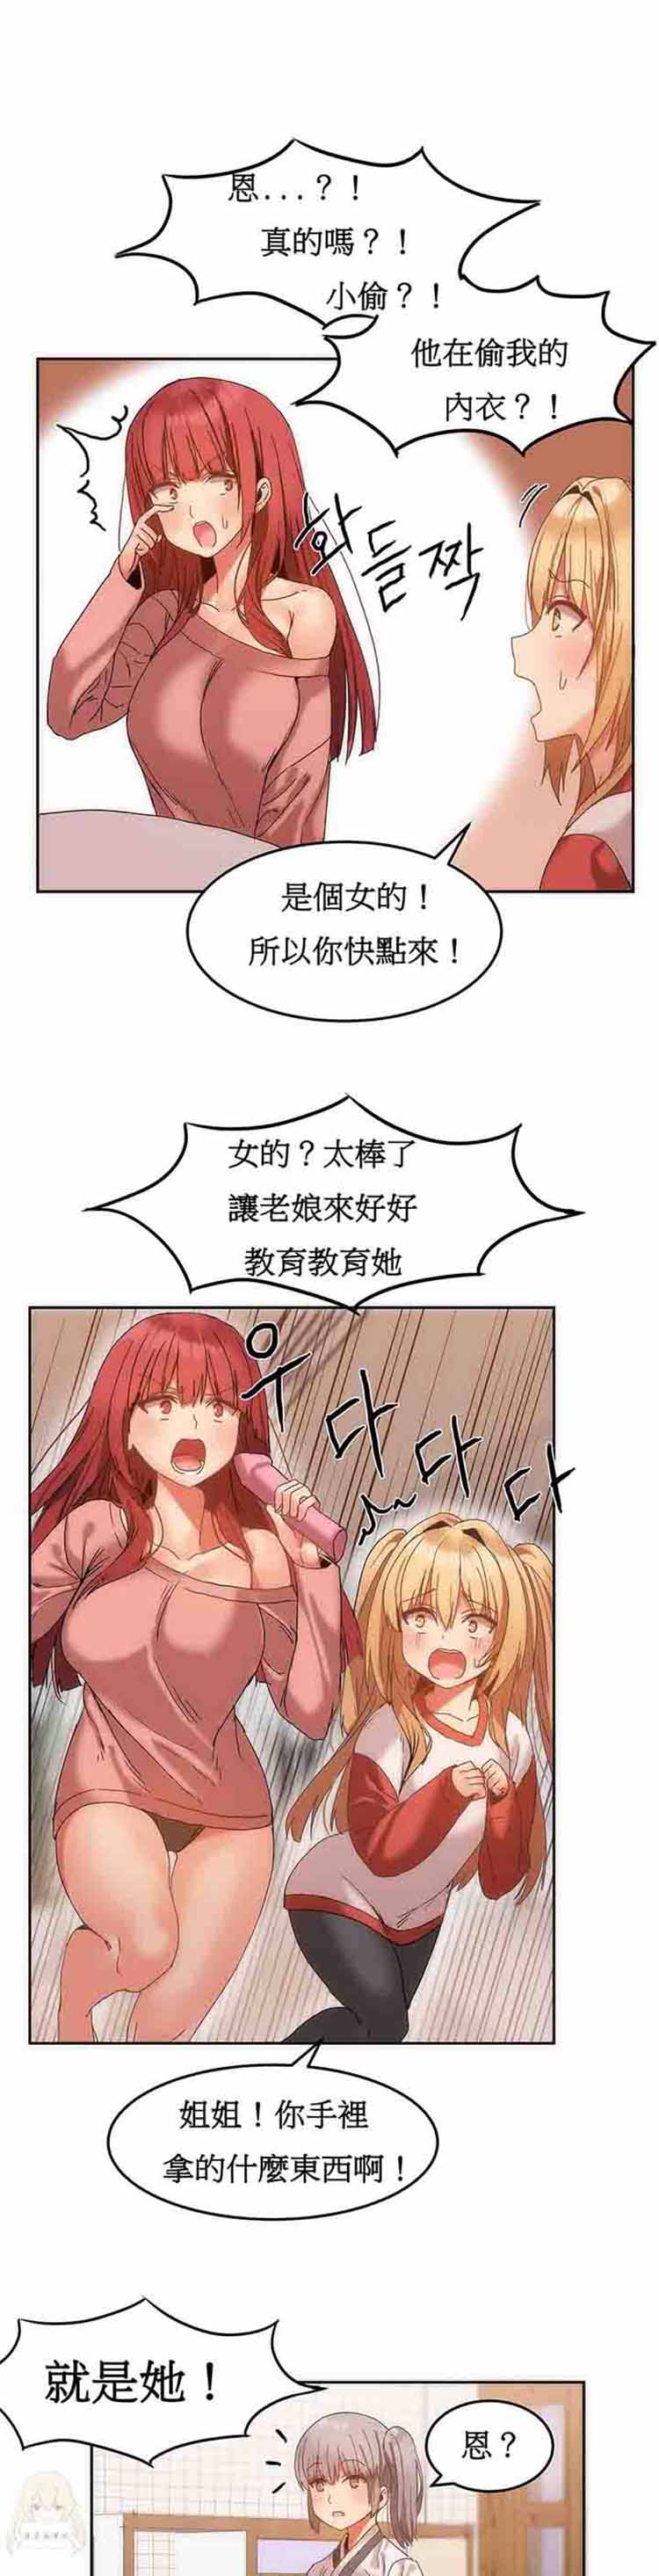 恩...？！
真的嗎？！
小偷？！
他在偷我的
內衣？！
화들짝
是個女的！
所以你快點來！
女的？太棒了
讓老娘來好好
教育教育她
우다다다
姐姐！你手裡
拿的什麼東西啊！
就是她！
恩？